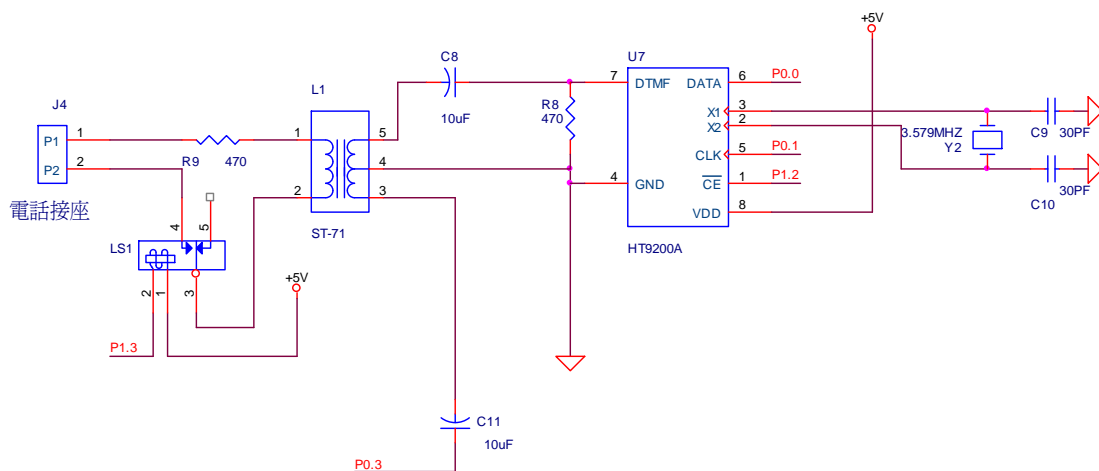 +5V
C8
U7
J4
L1
7
DTMF
DATA
6
P0.0
R8
470
10uF
P1
1
1
5
X1
3
X2
2
3.579MHZ
Y2
C9
30PF
P2
2
R9
470
4
CLK
5
P0.1
4
GND
CE
1
P1.2
30PF
C10
2
3
VDD
8
電話接座
4
5
ST-71
HT9200A
LS1
+5V
2
1
3
P1.3
C11
10uF
P0.3